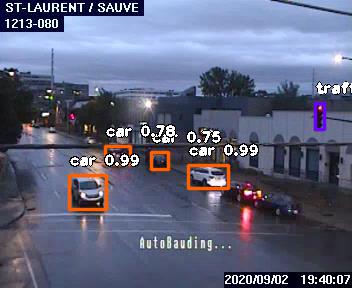 ST-LAURENT / SAUVE
1213-080
traf
car 0.78
car 0.75
car 0.99
car 0.99
AutoBauding...
2020/09/02 19:40:07